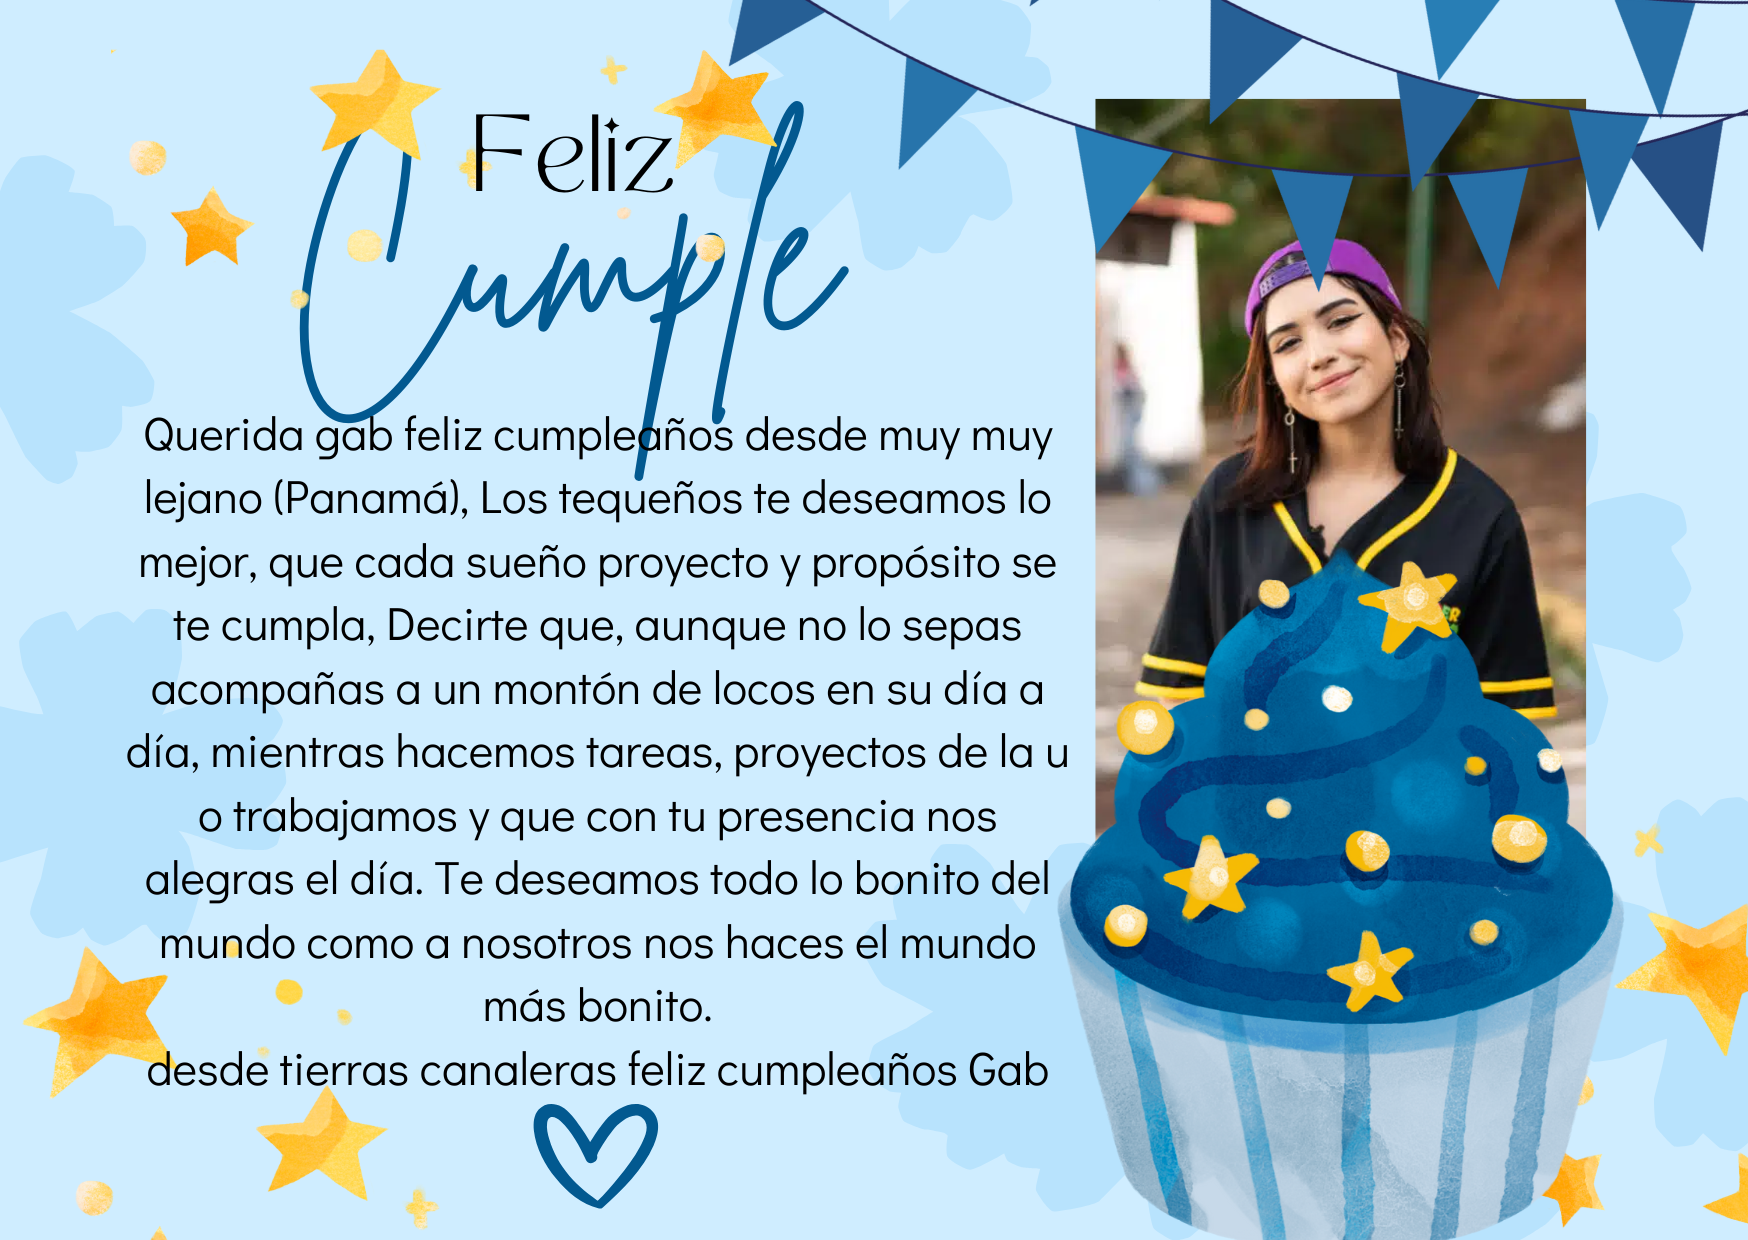 Feliz
Cumple
Querida gab feliz cumpleaños desde muy muy
lejano (Panamá), Los tequeños te deseamos lo
mejor, que cada sueño proyecto y propósito se
te cumpla, Decirte que, aunque no lo sepas
acompañas a un montón de locos en su día a
día, mientras hacemos tareas, proyectos de la u
o trabajamos y que con tu presencia nos
alegras el día. Te deseamos todo lo bonito del
mundo como a nosotros nos haces el mundo
más bonito.
desde tierras canaleras feliz cumpleaños Gab